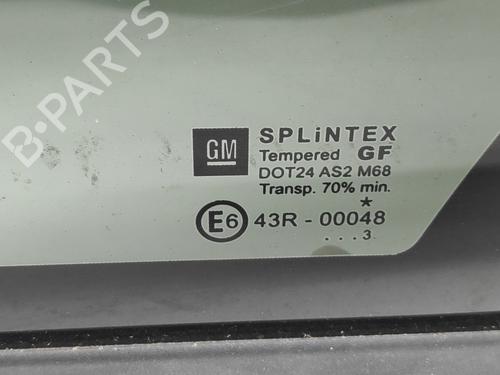 B-PARTS
GM
SPLiNTEX
Tempered GF
DOT24 AS2 M68
Transp. 70% min.
*
E6 43R - 00048
. . . 3